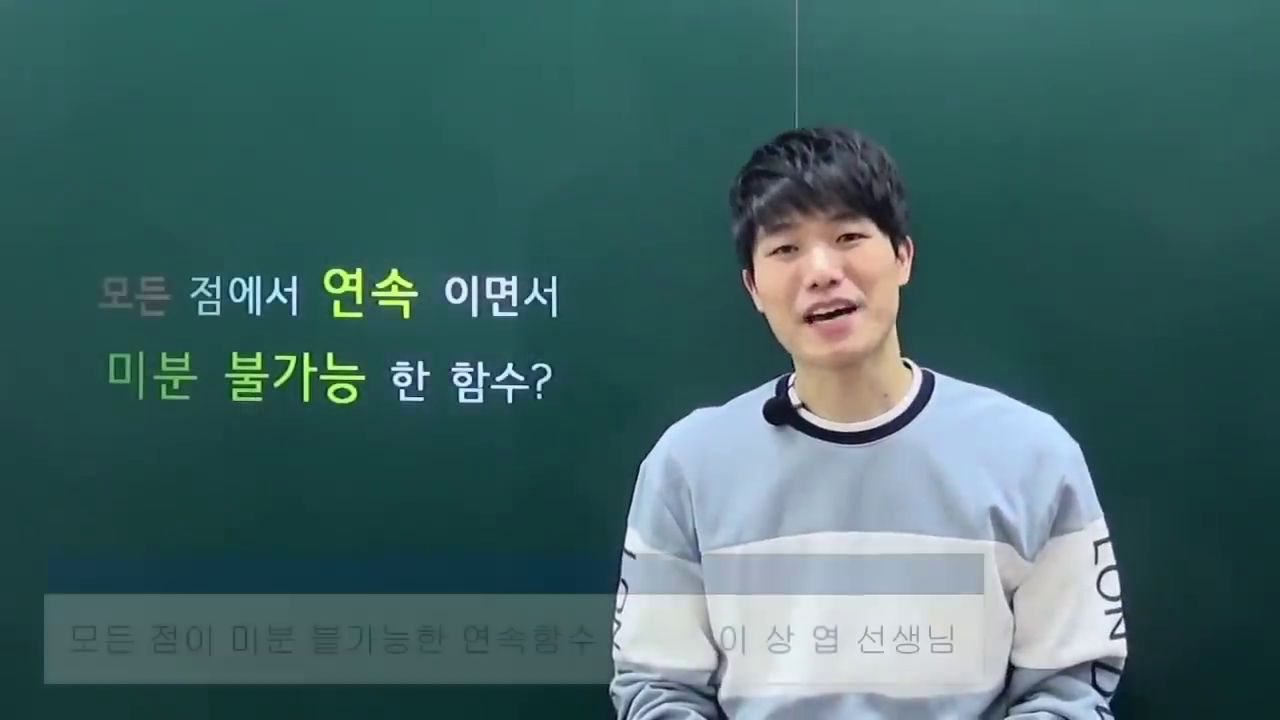 모든 점에서 연속 이면서
미분 불가능 한 함수?
모든 점이 미분 불가능한 연속함수 이 상 엽 선생님
LON
LOND